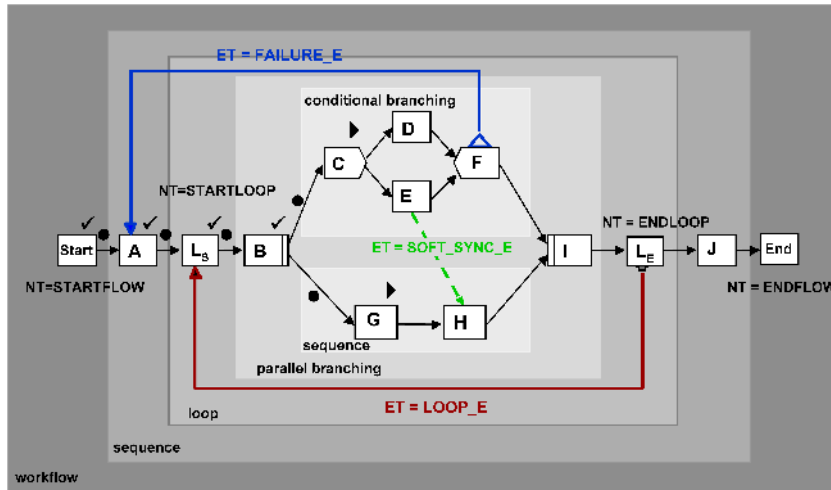 ET = FAILURE_E
conditional branching
D
C
F
NT=STARTLOOP
E
NT = ENDLOOP
Start
A
LS
B
ET = SOFT_SYNC_E
I
LE
J
End
NT=STARTFLOW
NT = ENDFLOW
G
H
sequence
parallel branching
ET = LOOP_E
loop
sequence
workflow